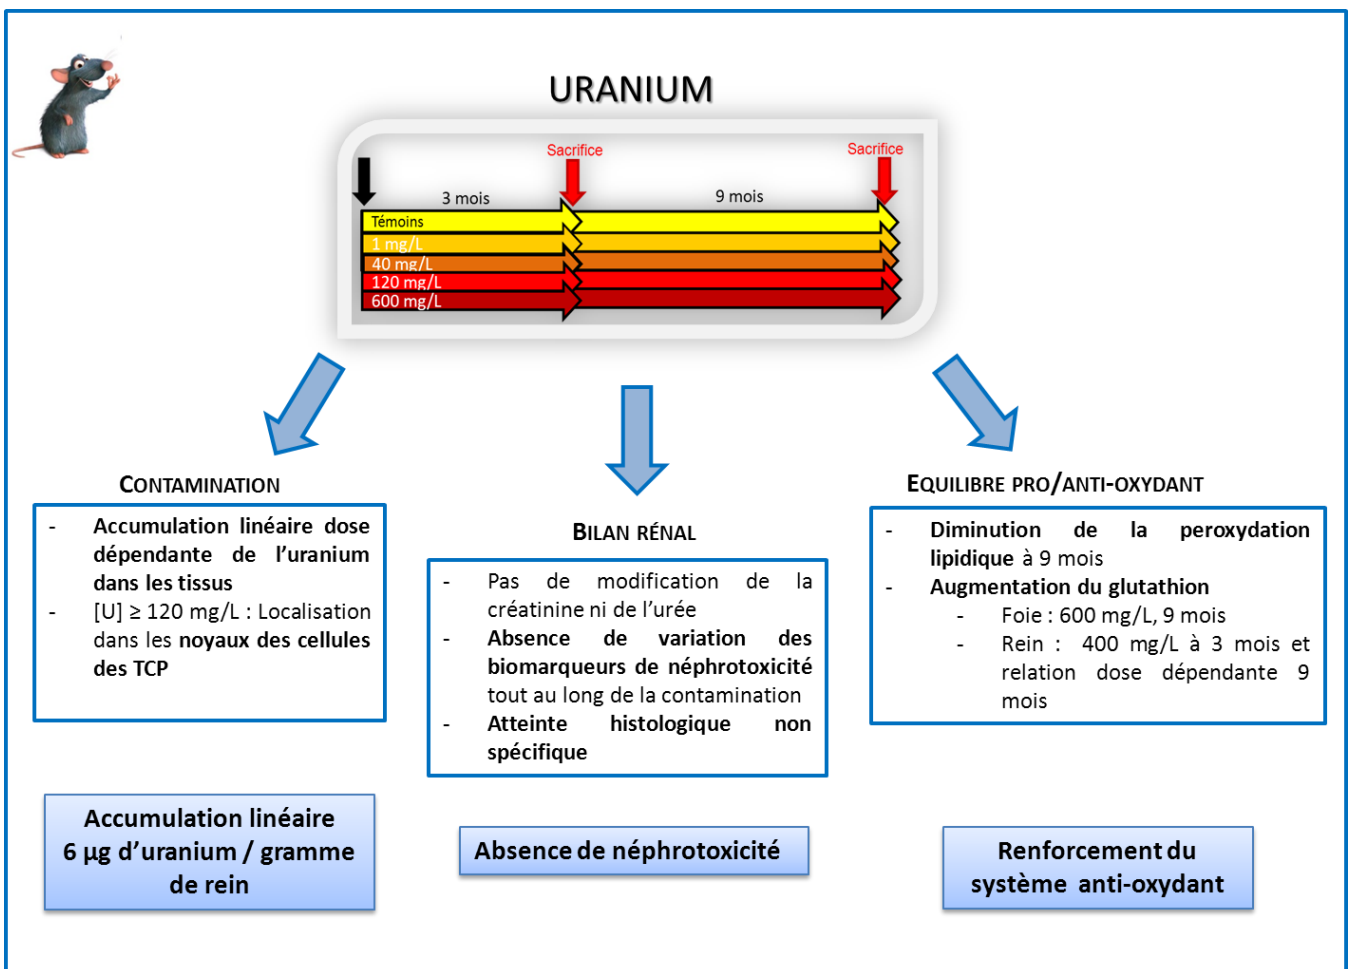 URANIUM
Sacrifice
Sacrifice
3 mois
9 mois
Témoins
1 mg/L
40 mg/L
120 mg/L
600 mg/L
CONTAMINATION
- Accumulation linéaire dose
dépendante de l'uranium
dans les tissus
- [U] ≥ 120 mg/L : Localisation
dans les noyaux des cellules
des TCP
Accumulation linéaire
6 µg d'uranium / gramme
de rein
BILAN RÉNAL
- Pas de modification de la
créatinine ni de l'urée
- Absence de variation des
biomarqueurs de néphrotoxicité
tout au long de la contamination
- Atteinte histologique non
spécifique
Absence de néphrotoxicité
EQUILIBRE PRO/ANTI-OXYDANT
- Diminution de la peroxydation
lipidique à 9 mois
- Augmentation du glutathion
- Foie : 600 mg/L, 9 mois
- Rein : 400 mg/L à 3 mois et
relation dose dépendante 9
mois
Renforcement du
système anti-oxydant